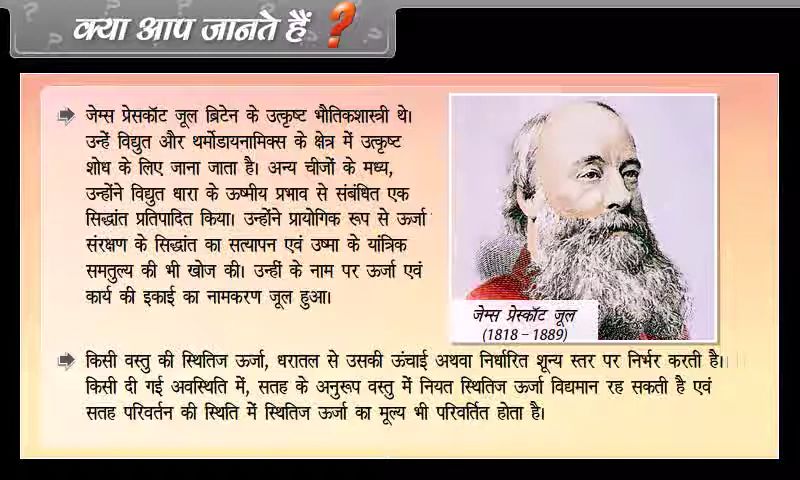 क्या आप जानते हैं ?
जेम्स प्रेसकॉट जूल ब्रिटेन के उत्कृष्ट भौतिकशास्त्री थे।
उन्हें विद्युत और थर्मोडायनामिक्स के क्षेत्र में उत्कृष्ट
शोध के लिए जाना जाता है। अन्य चीजों के मध्य,
उन्होंने विद्युत धारा के ऊष्मीय प्रभाव से संबंधित एक
सिद्धांत प्रतिपादित किया। उन्होंने प्रायोगिक रूप से ऊर्जा
संरक्षण के सिद्धांत का सत्यापन एवं उष्मा के यांत्रिक
समतुल्य की भी खोज की। उन्हीं के नाम पर ऊर्जा एवं
कार्य की इकाई का नामकरण जूल हुआ।
जेम्स प्रेस्कॉट जूल
(1818 – 1889)
किसी वस्तु की स्थितिज ऊर्जा, धरातल से उसकी ऊंचाई अथवा निर्धारित शून्य स्तर पर निर्भर करती है।
किसी दी गई अवस्थिति में, सतह के अनुरूप वस्तु में नियत स्थितिज ऊर्जा विद्यमान रह सकती है एवं
सतह परिवर्तन की स्थिति में स्थितिज ऊर्जा का मूल्य भी परिवर्तित होता है।